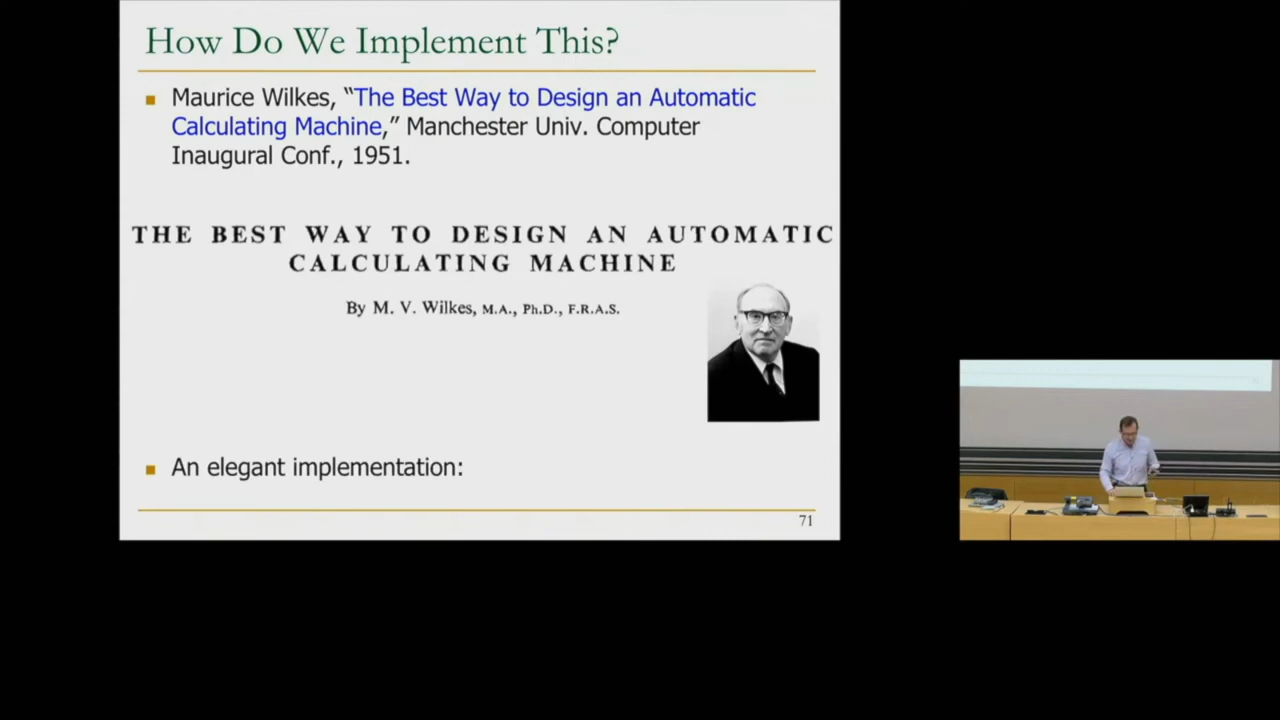 How Do We Implement This?
Maurice Wilkes, “The Best Way to Design an Automatic
Calculating Machine,” Manchester Univ. Computer
Inaugural Conf., 1951.
THE BEST WAY TO DESIGN AN AUTOMATIC
CALCULATING MACHINE
By M. V. Wilkes, M.A., Ph.D., F.R.A.S.
An elegant implementation:
71